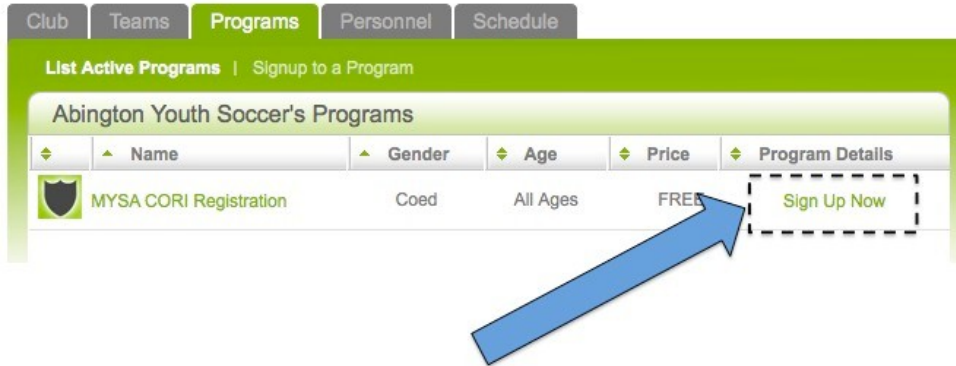 Club Teams Programs Personnel Schedule
List Active Programs | Signup to a Program
Abington Youth Soccer's Programs
Name Gender Age Price Program Details
MYSA CORI Registration Coed All Ages FREE Sign Up Now